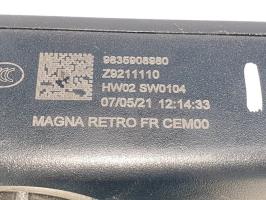 9835908980
Z9211110
HW02 SW0104
07/05/21 12:14:33
MAGNA RETRO FR CEM00